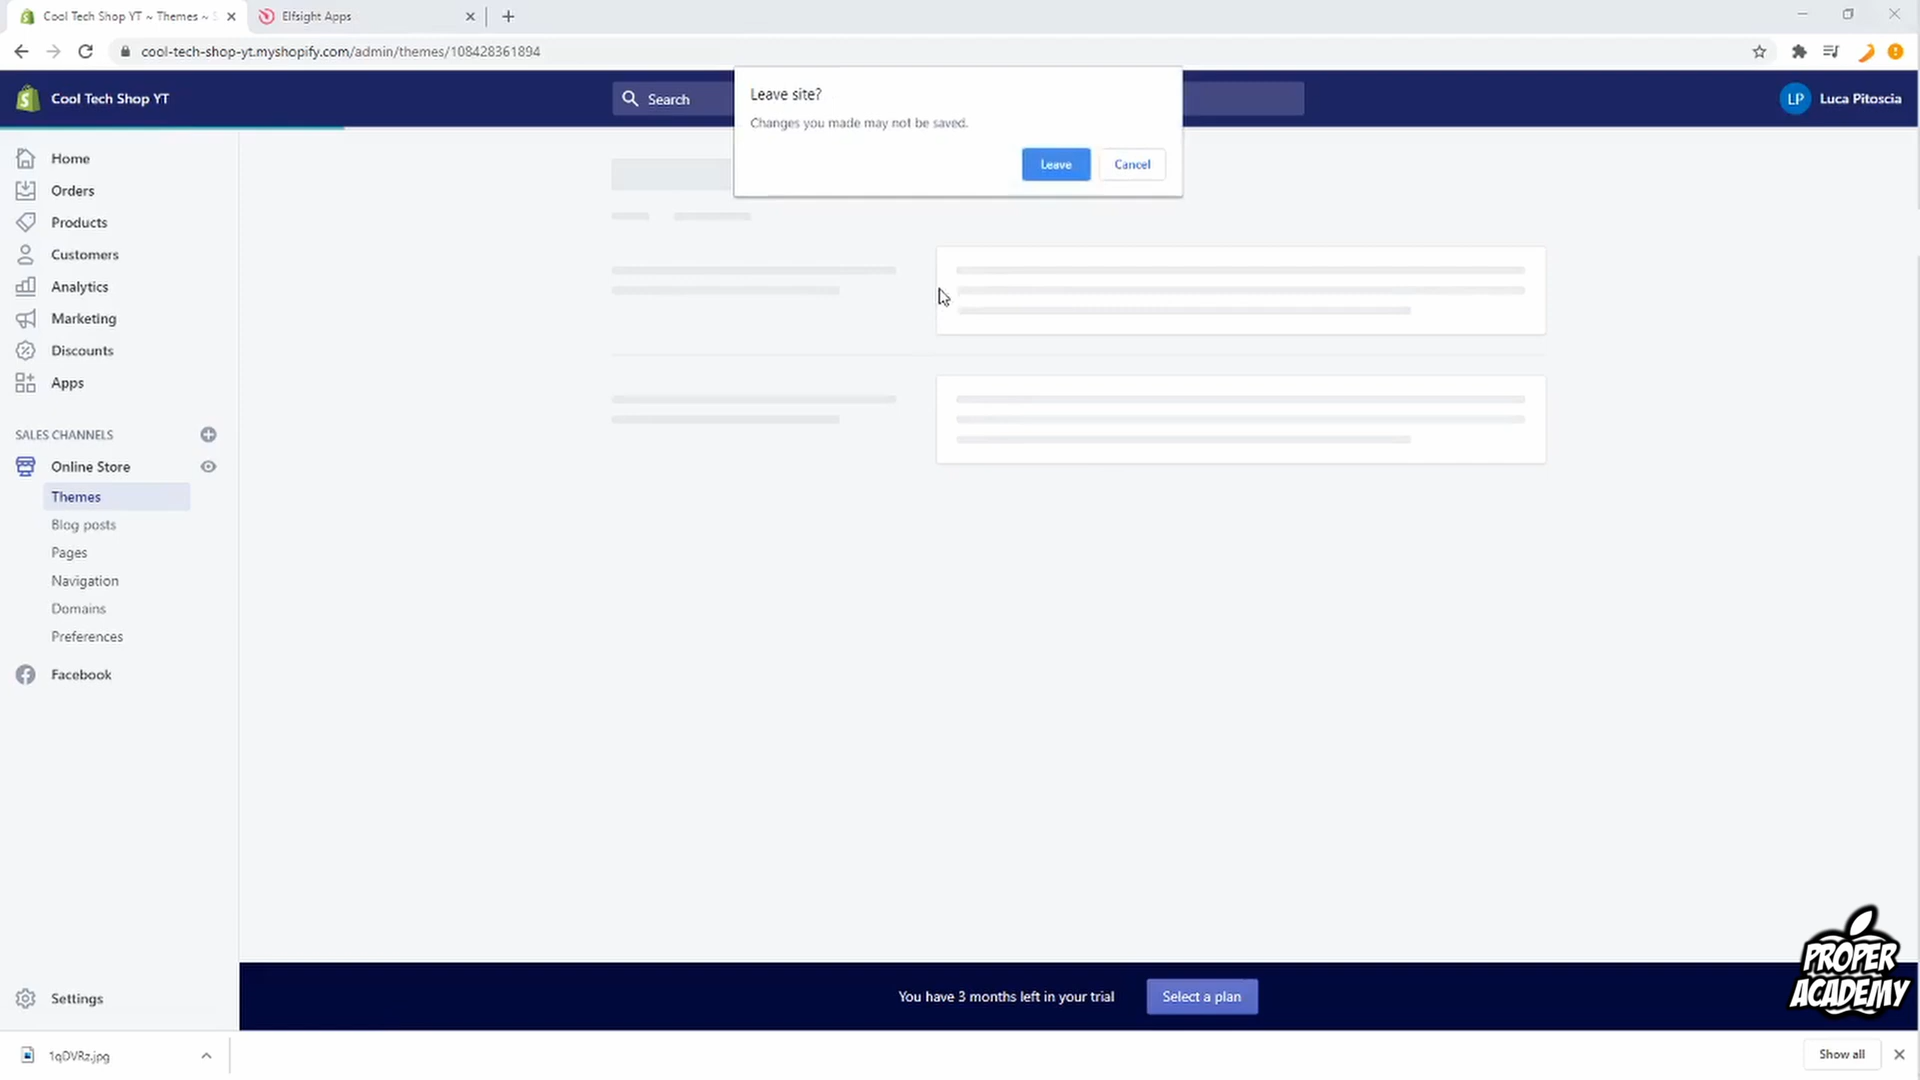 Cool Tech Shop YT ~ Themes ~ S
Elfsight Apps
cool-tech-shop-yt.myshopify.com/admin/themes/108428361894
Cool Tech Shop YT
Search
LP
Luca Pitoscia
Leave site?
Changes you made may not be saved.
Leave
Cancel
Home
Orders
Products
Customers
Analytics
Marketing
Discounts
Apps
SALES CHANNELS
Online Store
Themes
Blog posts
Pages
Navigation
Domains
Preferences
Facebook
Settings
You have 3 months left in your trial
Select a plan
PROPER
ACADEMY
1qDVRz.jpg
Show all